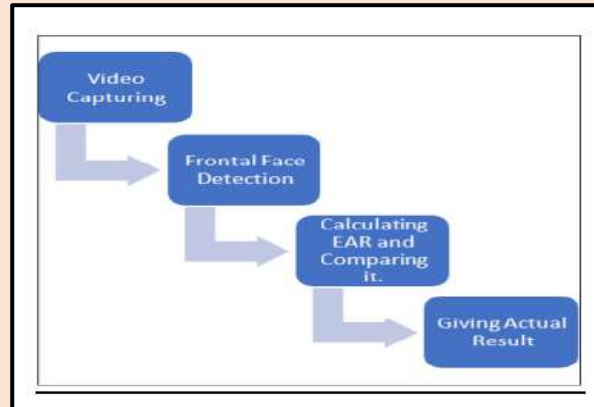 Video
Capturing
Frontal Face
Detection
Calculating
EAR and
Comparing
it.
Giving Actual
Result